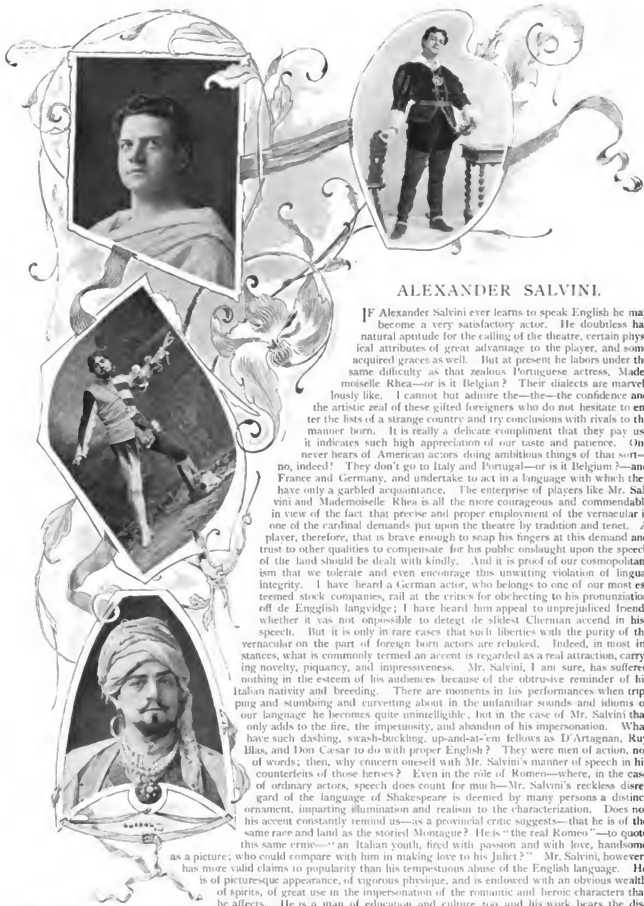 ALEXANDER SALVINI.
IF Alexander Salvini ever learns to speak English he may
become a very satisfactory actor. He doubtless ha
natural aptitude for the calling of the theatre, certain phys
ical attributes of great advantage to the player, and some
acquired graces as well. But at present he labors under th
same difficulty as that zealous Portuguese actress, Made
moiselle Rhea—or is it Belgian? Their dialects are marvel
lously like. I cannot but admire the—the—the confidence and
the artistic zeal of these gifted foreigners who do not hesitate to en
ter the lists of a strange country and try conclusions with rivals to the
manner born. It is really a delicate compliment that they pay us
it indicates such high appreciation of our taste and patience. One
never hears of American actors doing ambitious things of that sort—
no, indeed! They don't go to Italy and Portugal—or is it Belgium?—and
France and Germany, and undertake to act in a language with which they
have only a garbled acquaintance. The enterprise of players like Mr. Sal
vini and Mademoiselle Rhea is all the more courageous and commendabl
in view of the fact that precise and proper employment of the vernacular i
one of the cardinal demands put upon the theatre by tradition and tenet. A
player, therefore, that is brave enough to snap his fingers at this demand and
trust to other qualities to compensate for his public onslaught upon the speec
of the land should be dealt with kindly. And it is proof of our cosmopolitan
ism that we tolerate and even encourage this unwitting violation of lingua
integrity. I have heard a German actor, who belongs to one of our most es
teemed stock companies, rail at the critics for obchecting to his pronunziatio
off de Engglish langvidge; I have heard him appeal to unprejudiced friend
whether it vas not onpossible to detegt de slidest Cherman accend in his
speech. But it is only in rare cases that such liberties with the purity of th
vernacular on the part of foreign born actors are rebuked. Indeed, in most in
stances, what is commonly termed an accent is regarded as a real attraction, carry
ing novelty, piquancy, and impressiveness. Mr. Salvini, I am sure, has suffere
nothing in the esteem of his audiences because of the obtrusive reminder of hi
Italian nativity and breeding. There are moments in his performances when trip
ping and stumbing and curvetting about in the unfamiliar sounds and idioms o
our language he becomes quite unintelligible, but in the case of Mr. Salvini tha
only adds to the fire, the impetuosity, and abandon of his impersonation. Wha
have such dashing, swash-buckling, up-and-at-'em fellows as D'Artagnan, Ruy
Blas, and Don Cæsar to do with proper English? They were men of action, no
of words; then, why concern oneself with Mr. Salvini's manner of speech in hi
counterfeits of those heroes? Even in the rôle of Romeo—where, in the cas
of ordinary actors, speech does count for much—Mr. Salvini's reckless disre
gard of the language of Shakespeare is deemed by many persons a distinc
ornament, imparting illumination and realism to the characterization. Does no
his accent constantly remind us—as a provincial critic suggests—that he is of th
same race and land as the storied Montague? He is "the real Romeo"—to quote
this same critic—"an Italian youth, fired with passion and with love, handsome
as a picture; who could compare with him in making love to his Juliet?" Mr. Salvini, however
has more valid claims to popularity than his tempestuous abuse of the English language. He
is of picturesque appearance, of vigorous physique, and is endowed with an obvious wealth
of spirits, of great use in the impersonation of the romantic and heroic characters tha
he affects. He is a man of education and culture, too, and his work bears the dis